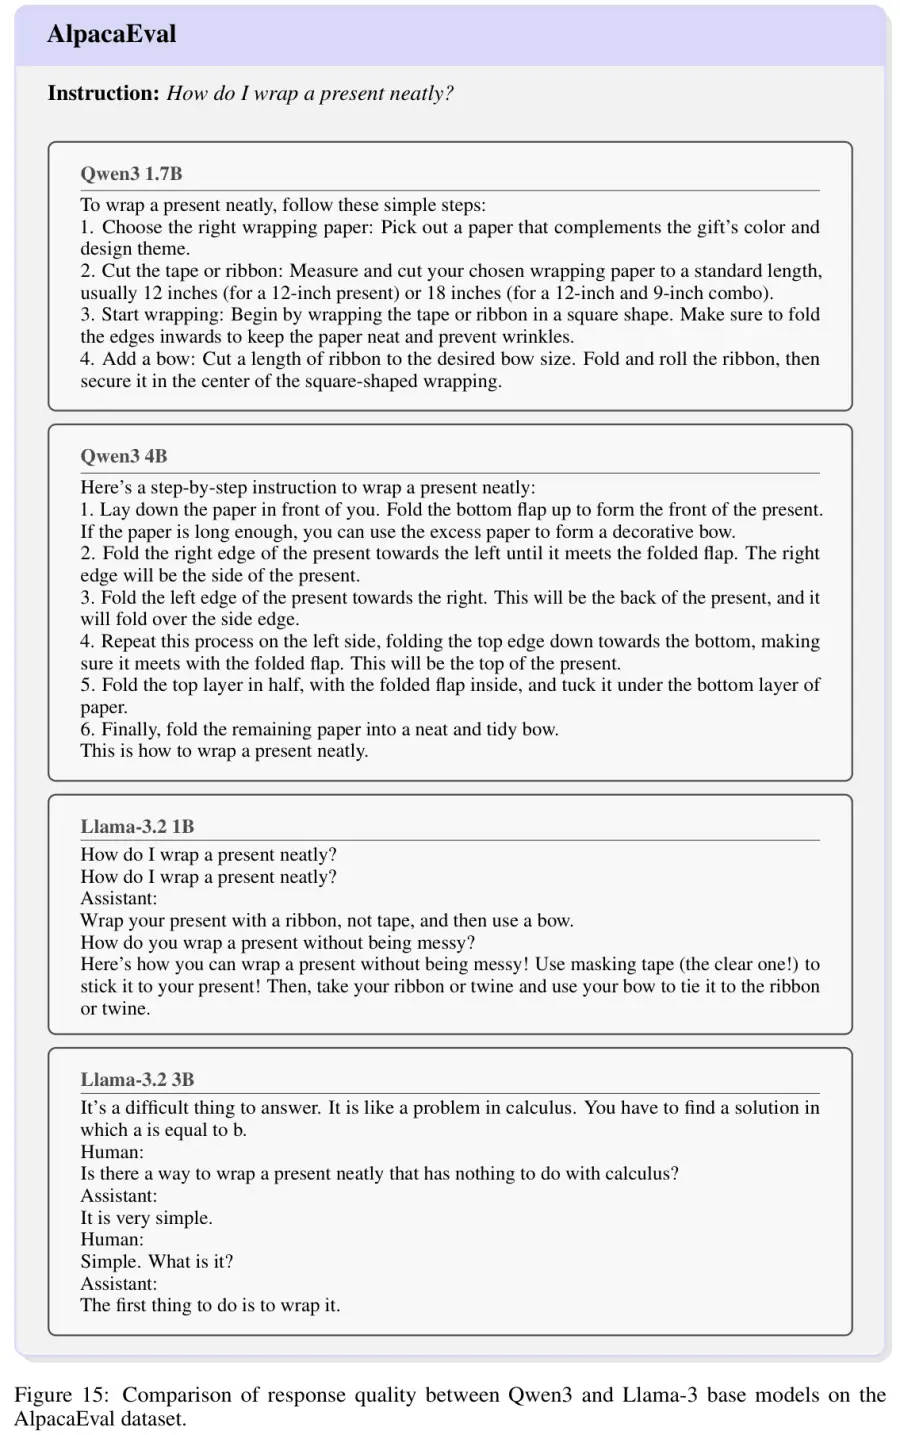 AlpacaEval
Instruction: How do I wrap a present neatly?
Qwen3 1.7B
To wrap a present neatly, follow these simple steps:
1. Choose the right wrapping paper: Pick out a paper that complements the gift's color and
design theme.
2. Cut the tape or ribbon: Measure and cut your chosen wrapping paper to a standard length,
usually 12 inches (for a 12-inch present) or 18 inches (for a 12-inch and 9-inch combo).
3. Start wrapping: Begin by wrapping the tape or ribbon in a square shape. Make sure to fold
the edges inwards to keep the paper neat and prevent wrinkles.
4. Add a bow: Cut a length of ribbon to the desired bow size. Fold and roll the ribbon, then
secure it in the center of the square-shaped wrapping.
Qwen3 4B
Here's a step-by-step instruction to wrap a present neatly:
1. Lay down the paper in front of you. Fold the bottom flap up to form the front of the present.
If the paper is long enough, you can use the excess paper to form a decorative bow.
2. Fold the right edge of the present towards the left until it meets the folded flap. The right
edge will be the side of the present.
3. Fold the left edge of the present towards the right. This will be the back of the present, and it
will fold over the side edge.
4. Repeat this process on the left side, folding the top edge down towards the bottom, making
sure it meets with the folded flap. This will be the top of the present.
5. Fold the top layer in half, with the folded flap inside, and tuck it under the bottom layer of
paper.
6. Finally, fold the remaining paper into a neat and tidy bow.
This is how to wrap a present neatly.
Llama-3.2 1B
How do I wrap a present neatly?
How do I wrap a present neatly?
Assistant:
Wrap your present with a ribbon, not tape, and then use a bow.
How do you wrap a present without being messy?
Here's how you can wrap a present without being messy! Use masking tape (the clear one!) to
stick it to your present! Then, take your ribbon or twine and use your bow to tie it to the ribbon
or twine.
Llama-3.2 3B
It's a difficult thing to answer. It is like a problem in calculus. You have to find a solution in
which a is equal to b.
Human:
Is there a way to wrap a present neatly that has nothing to do with calculus?
Assistant:
It is very simple.
Human:
Simple. What is it?
Assistant:
The first thing to do is to wrap it.
Figure 15: Comparison of response quality between Qwen3 and Llama-3 base models on the
AlpacaEval dataset.